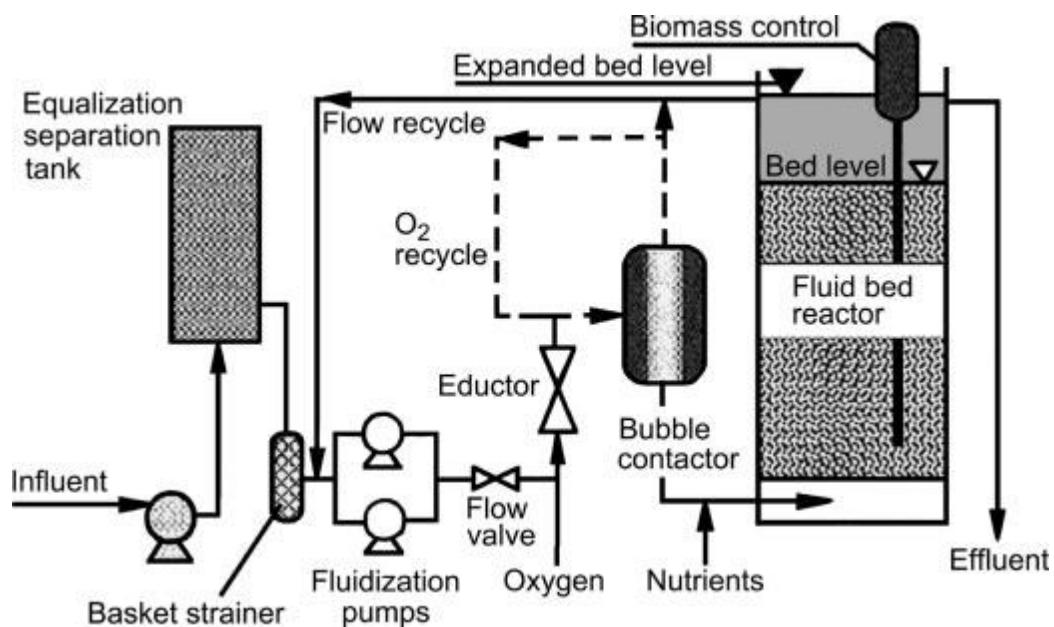 Biomass control
Expanded bed level
Equalization
separation
tank
Flow recycle
Bed level
O₂
recycle
Fluid bed
reactor
Eductor
Bubble
contactor
Influent
Flow
valve
Effluent
Fluidization
pumps
Oxygen
Nutrients
Basket strainer